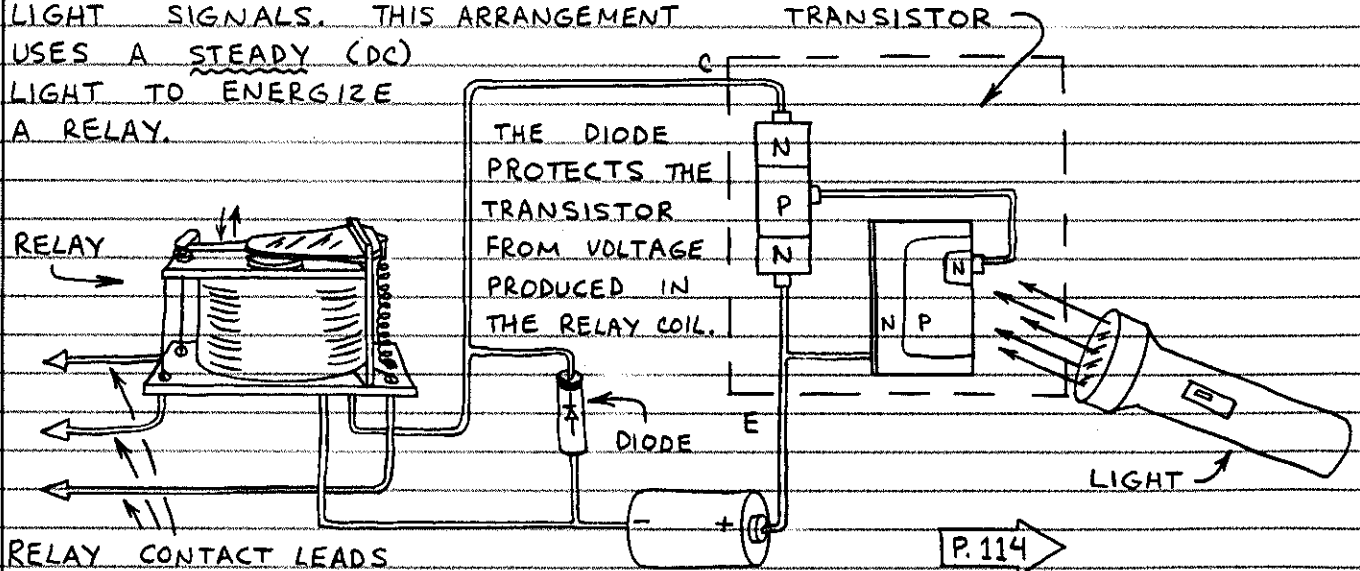 LIGHT SIGNALS. THIS ARRANGEMENT
USES A STEADY (DC)
LIGHT TO ENERGIZE
A RELAY.
TRANSISTOR
C
THE DIODE
PROTECTS THE
TRANSISTOR
FROM VOLTAGE
PRODUCED IN
THE RELAY COIL.
N
P
N
N
N P
RELAY
DIODE
E
LIGHT
- +
P. 114
RELAY CONTACT LEADS